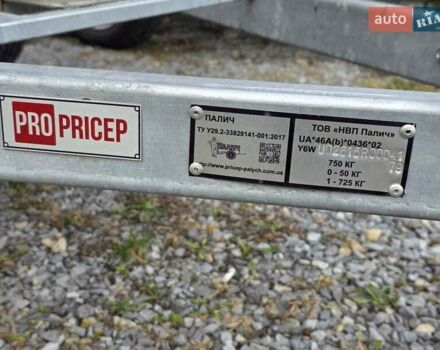 auto RIA
PRO PRICEP
ПАЛИЧ
ТУ У29.2-33829141-001:2017
http://www.pricep-palych.com.ua
ТОВ «НВП Палич»
UA*46A(b)*0436*02
Y6W
750 КГ
0 - 50 КГ
1 - 725 КГ